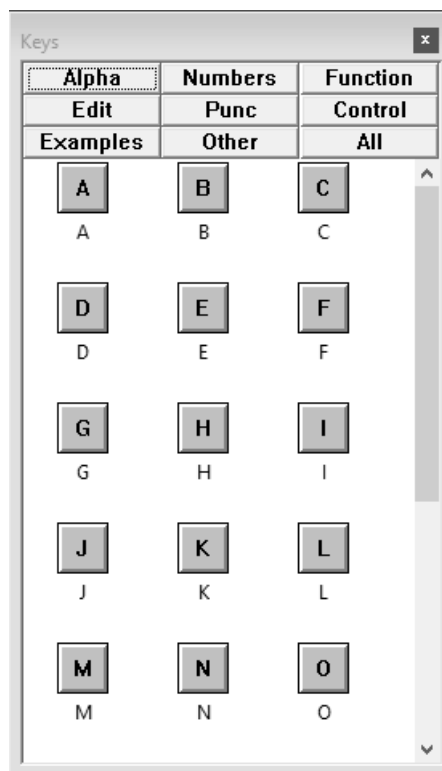 Keys x
Alpha Numbers Function
Edit Punc Control
Examples Other All
A B C
A B C
D E F
D E F
G H I
G H I
J K L
J K L
M N O
M N O